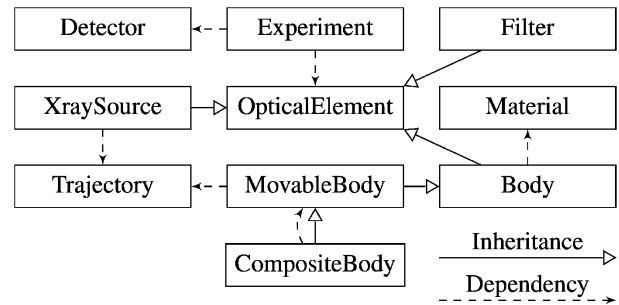 Detector Experiment Filter
XraySource OpticalElement Material
Trajectory MovableBody Body
CompositeBody
Inheritance
Dependency